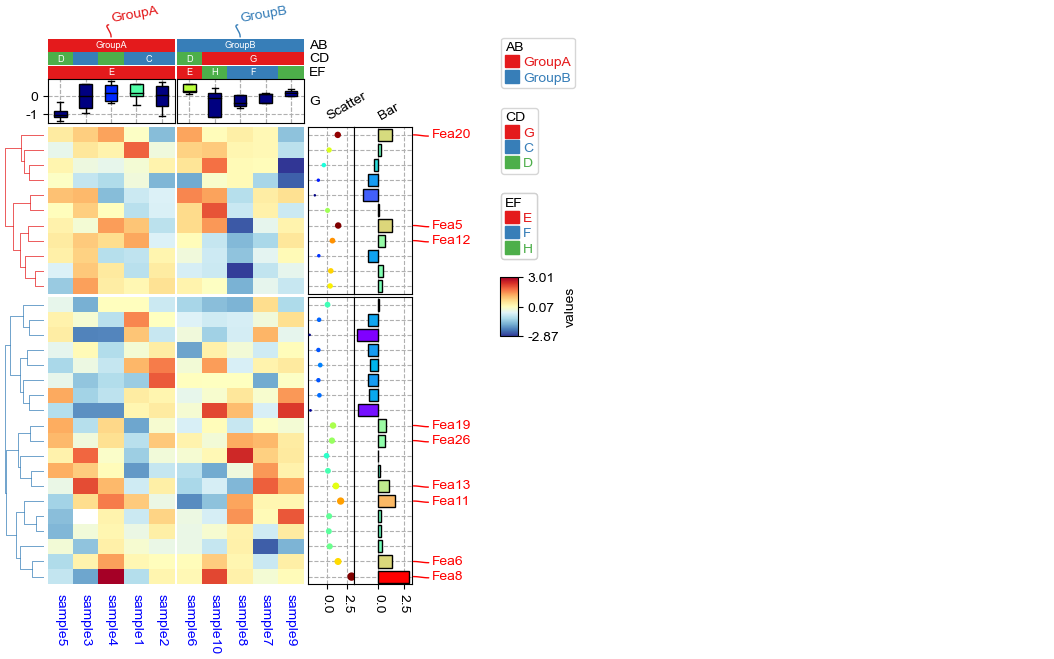 GroupA GroupB
GroupA GroupB AB
D C D G CD
E E H F EF
G
0
-1
Scatter Bar
Fea20
Fea5
Fea12
Fea19
Fea26
Fea13
Fea11
Fea6
Fea8
sample5 sample3 sample4 sample1 sample2 sample6 sample10 sample8 sample7 sample9
0.0 2.5 0.0 2.5
AB
GroupA
GroupB
CD
G
C
D
EF
E
F
H
3.01
0.07
-2.87
values